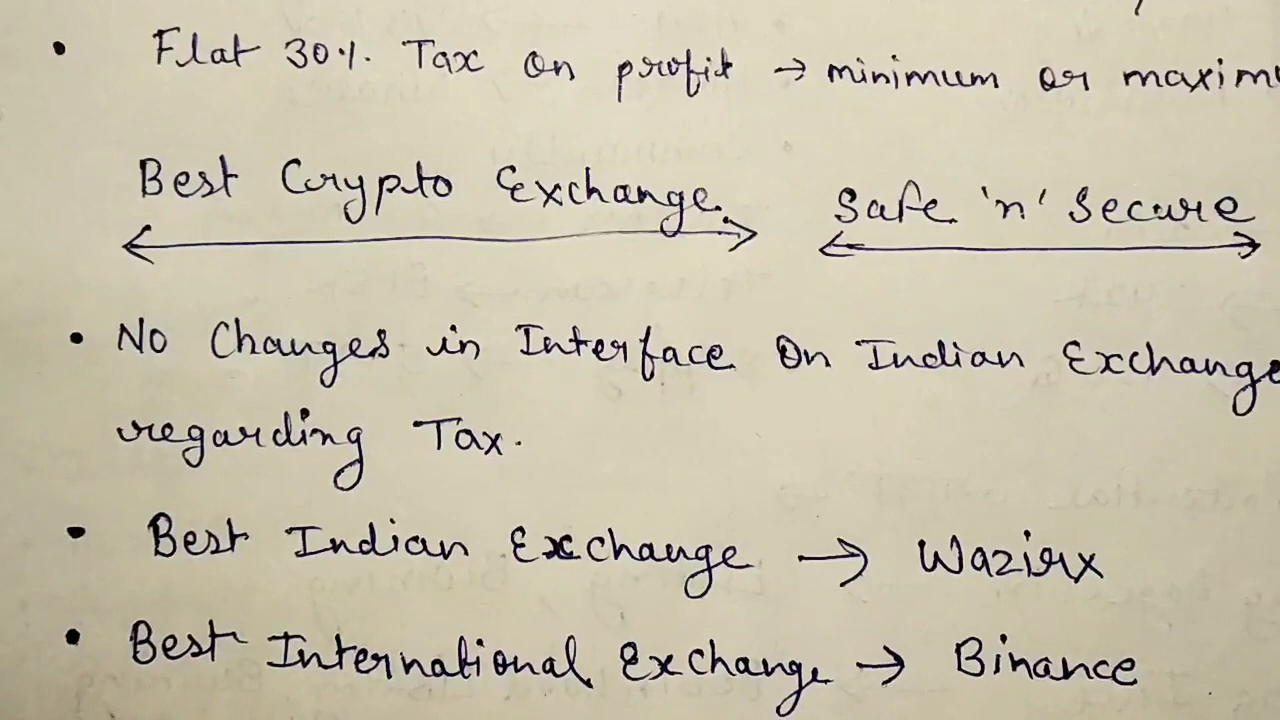 • Flat 30%. Tax on profit → minimum or maxim
Best Crypto Exchange. Safe 'n' Secure
• No Changes in Interface On Indian Exchange
regarding Tax.
• Best Indian Exchange → Wazirx
• Best International Exchange → Binance